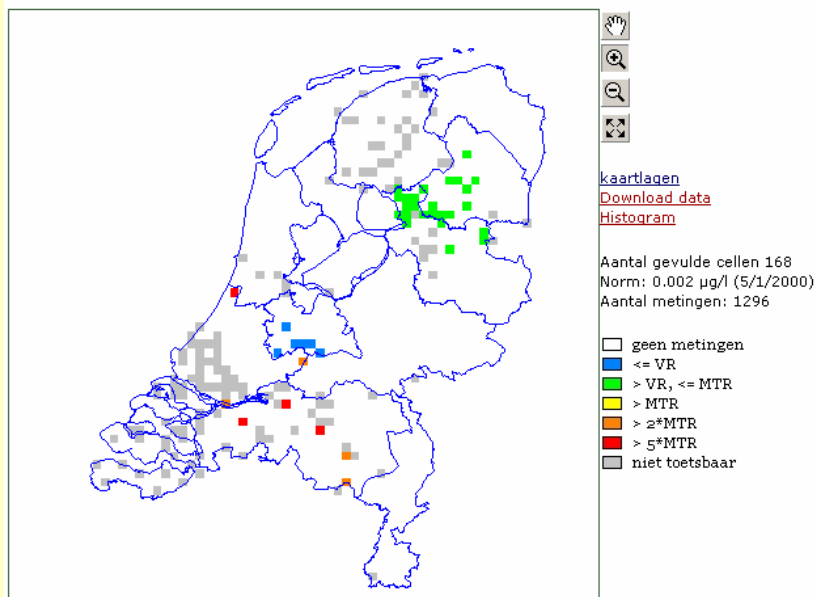 kaartlagen
Download data
Histogram
Aantal gevulde cellen 168
Norm: 0.002 µg/l (5/1/2000)
Aantal metingen: 1296
geen metingen
<= VR
> VR, <= MTR
> MTR
> 2*MTR
> 5*MTR
niet toetsbaar